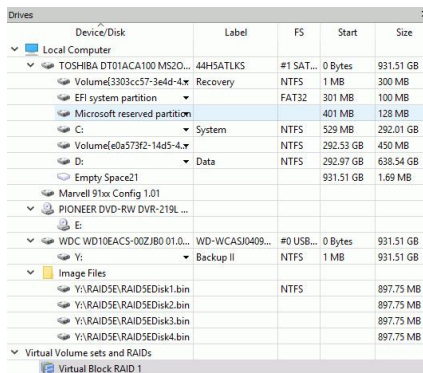 Drives
Device/Disk Label FS Start Size
Local Computer
TOSHIBA DT01ACA100 MS2O... 44H5ATLKS #1 SAT... 0 Bytes 931.51 GB
Volume{3303cc57-3e4d-4... Recovery NTFS 1 MB 300 MB
EFI system partition FAT32 301 MB 100 MB
Microsoft reserved partition 401 MB 128 MB
C: System NTFS 529 MB 292.01 GB
Volume{e0a573f2-14d5-4... NTFS 292.53 GB 450 MB
D: Data NTFS 292.97 GB 638.54 GB
Empty Space21 931.51 GB 1.69 MB
Marvell 91xx Config 1.01
PIONEER DVD-RW DVR-219L ...
E:
WDC WD10EACS-00ZJB0 01.0... WD-WCASJ0409... #0 USB... 0 Bytes 931.51 GB
Y: Backup II NTFS 1 MB 931.51 GB
Image Files
Y:\RAID5E\RAID5EDisk1.bin NTFS 897.75 MB
Y:\RAID5E\RAID5EDisk2.bin 897.75 MB
Y:\RAID5E\RAID5EDisk3.bin 897.75 MB
Y:\RAID5E\RAID5EDisk4.bin 897.75 MB
Virtual Volume sets and RAIDs
Virtual Block RAID 1